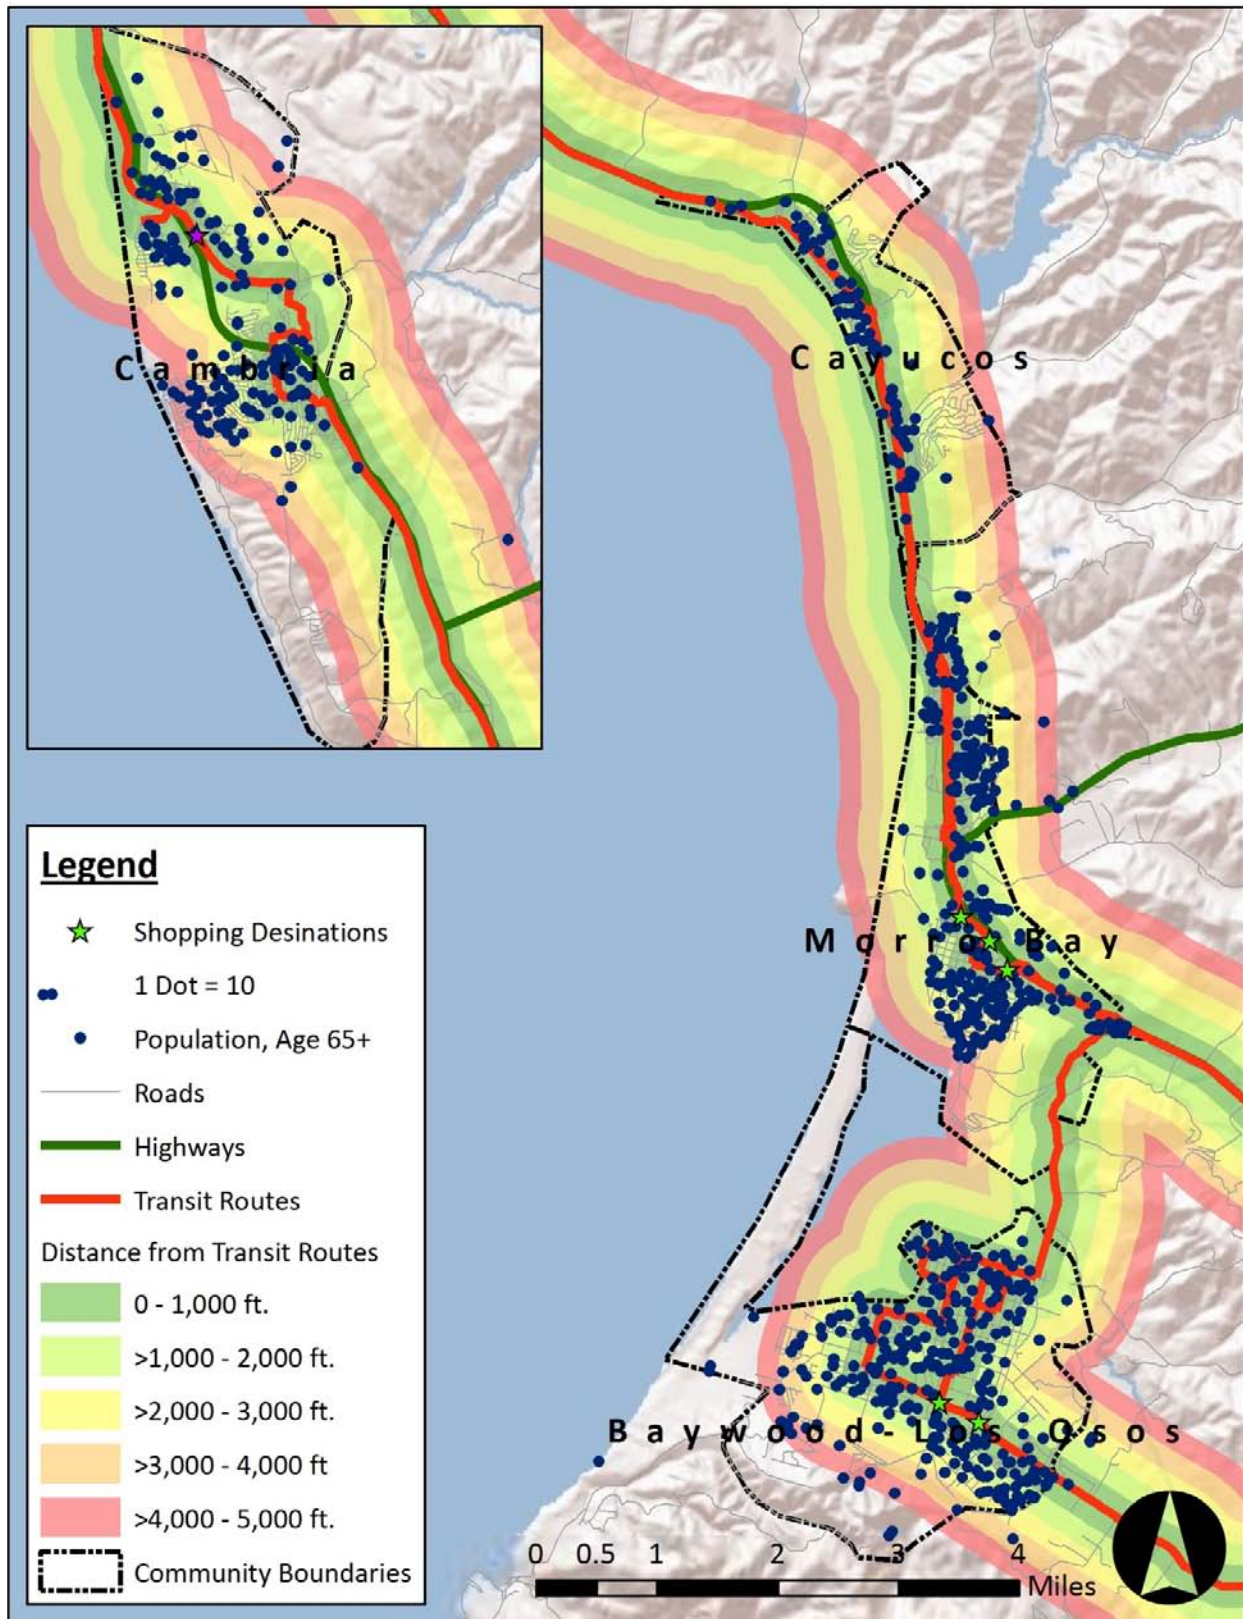 Cambria
Cayucos
Morro Bay
Baywood-Los Osos
Legend
Shopping Desinations
1 Dot = 10
Population, Age 65+
Roads
Highways
Transit Routes
Distance from Transit Routes
0 - 1,000 ft.
>1,000 - 2,000 ft.
>2,000 - 3,000 ft.
>3,000 - 4,000 ft
>4,000 - 5,000 ft.
Community Boundaries
0 0.5 1 2 3 4
Miles